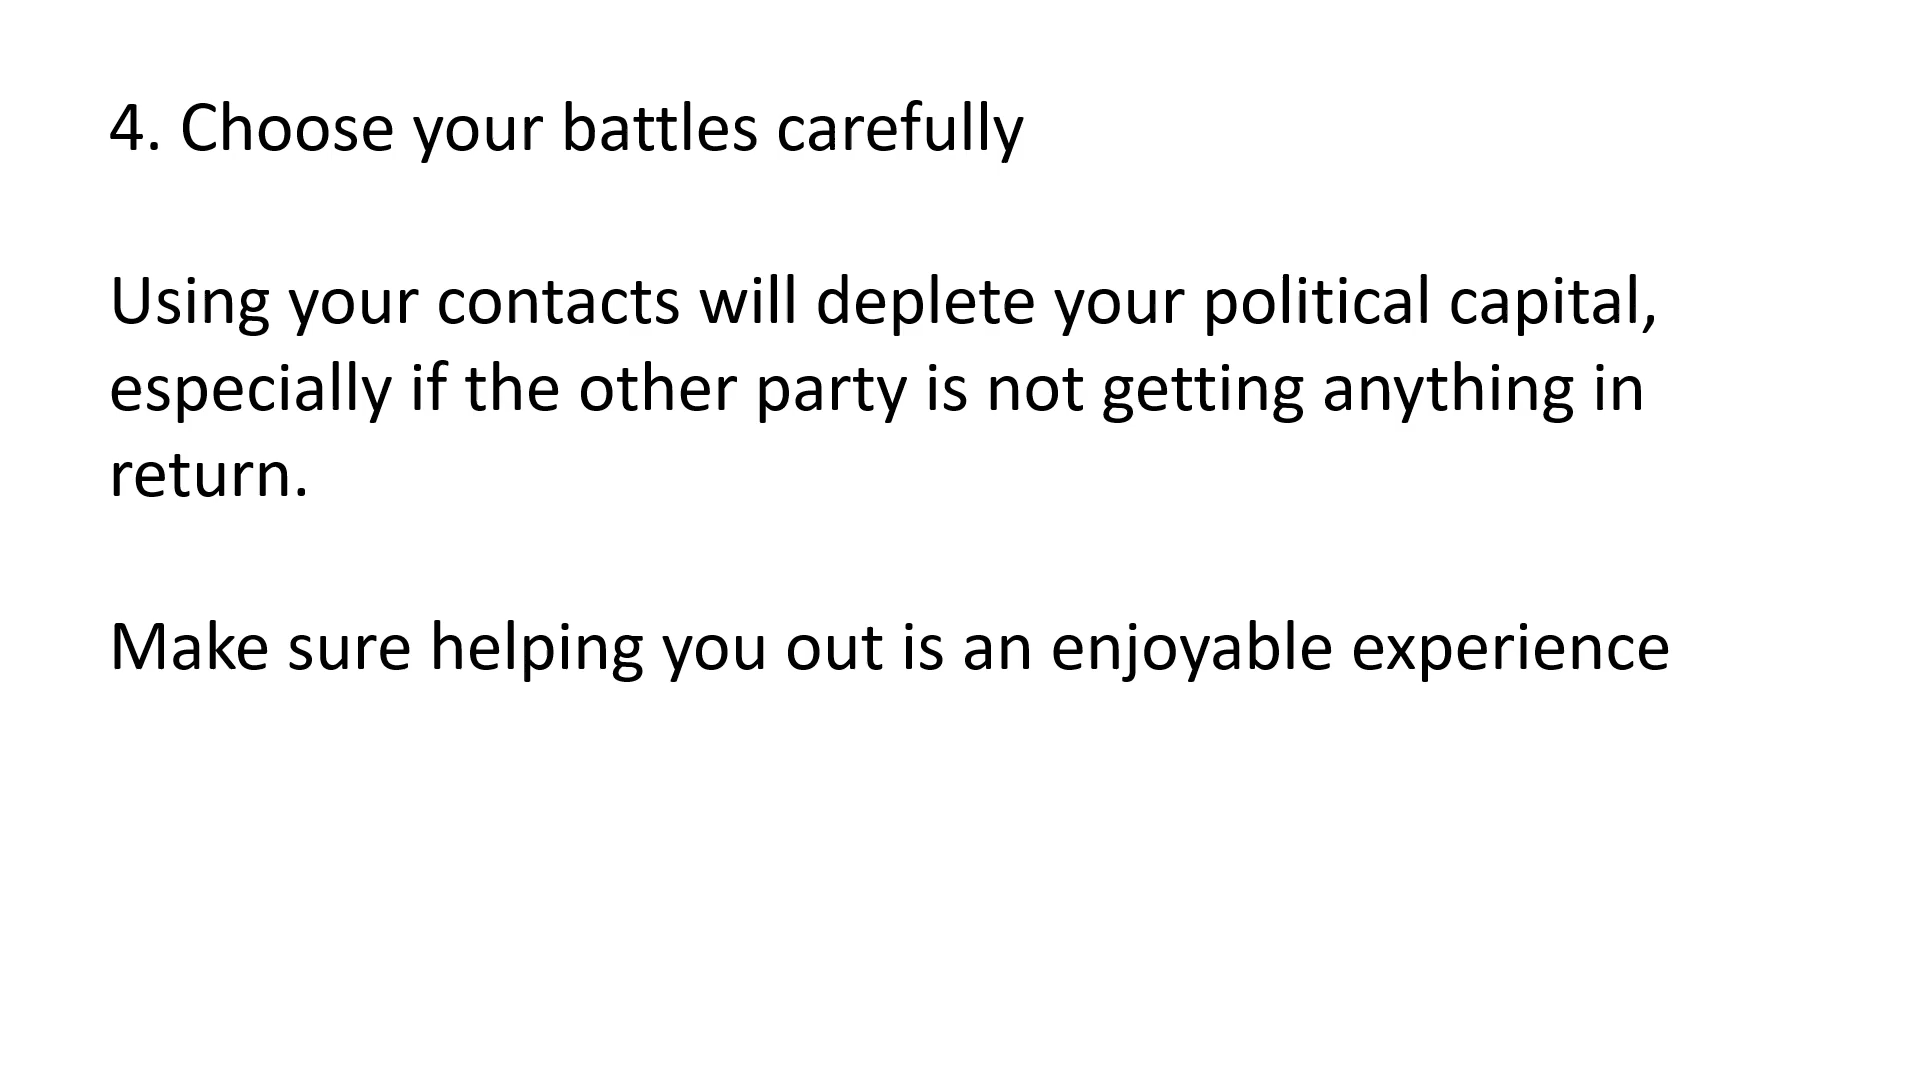 4. Choose your battles carefully
Using your contacts will deplete your political capital,
especially if the other party is not getting anything in
return.
Make sure helping you out is an enjoyable experience